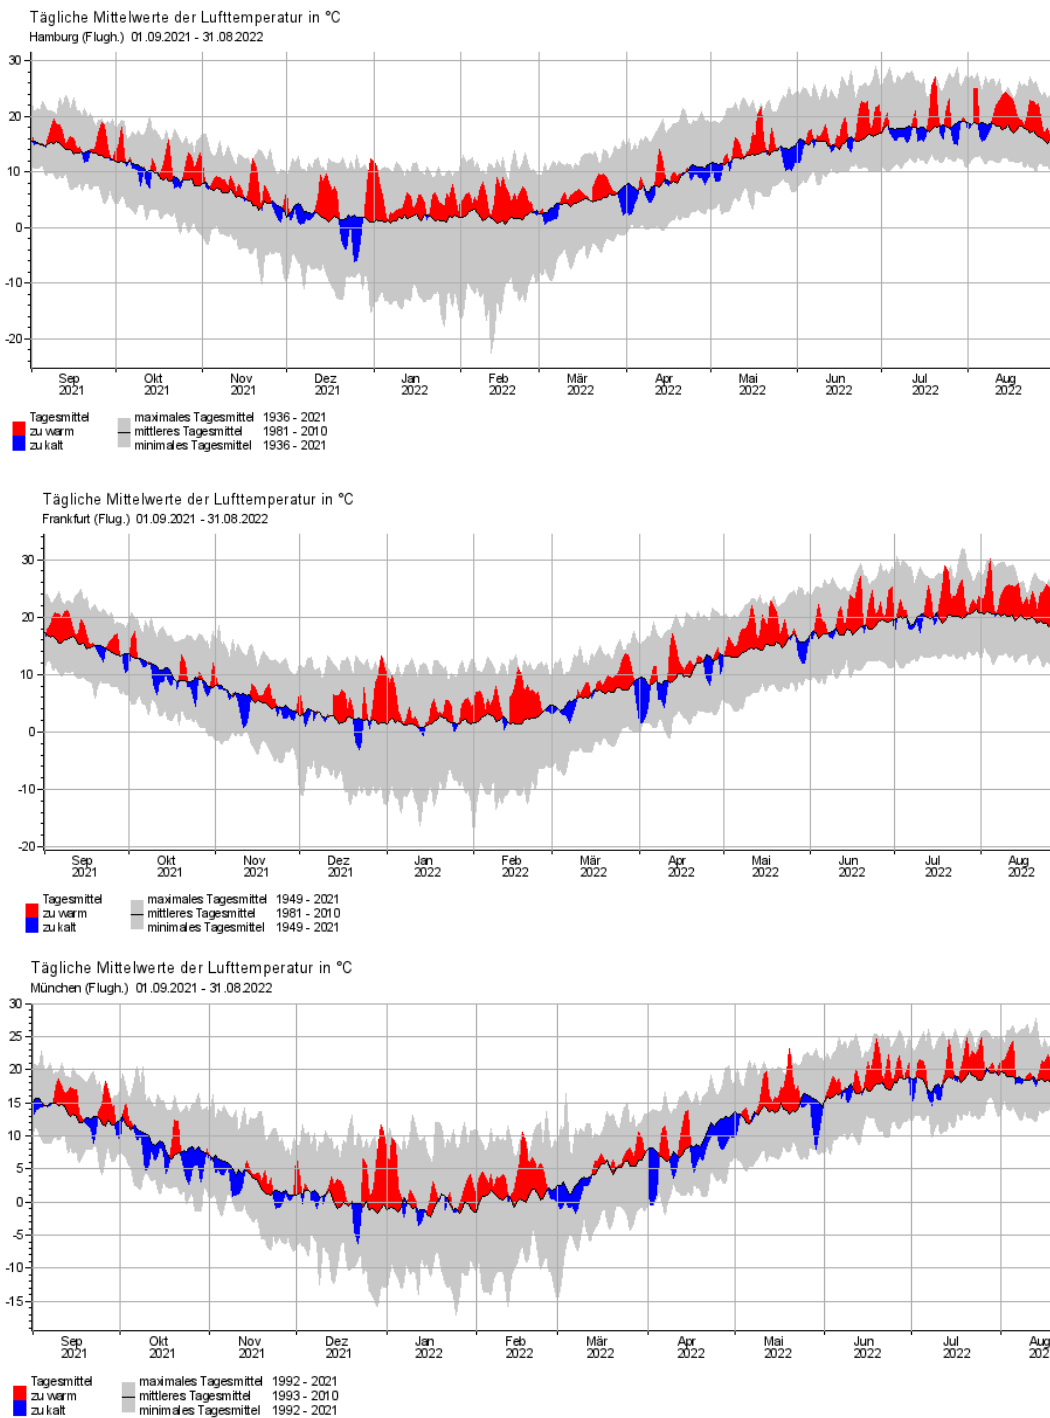 Tägliche Mittelwerte der Lufttemperatur in °C
Hamburg (Flugh.) 01.09.2021 - 31.08.2022
30
20
10
0
-10
-20
Sep Okt Nov Dez Jan Feb Mär Apr Mai Jun Jul Aug
2021 2021 2021 2021 2022 2022 2022 2022 2022 2022 2022 2022
Tagesmittel maximales Tagesmittel 1936 - 2021
zu warm mittleres Tagesmittel 1981 - 2010
zu kalt minimales Tagesmittel 1936 - 2021
Tägliche Mittelwerte der Lufttemperatur in °C
Frankfurt (Flug.) 01.09.2021 - 31.08.2022
30
20
10
0
-10
-20
Sep Okt Nov Dez Jan Feb Mär Apr Mai Jun Jul Aug
2021 2021 2021 2021 2022 2022 2022 2022 2022 2022 2022 2022
Tagesmittel maximales Tagesmittel 1949 - 2021
zu warm mittleres Tagesmittel 1981 - 2010
zu kalt minimales Tagesmittel 1949 - 2021
Tägliche Mittelwerte der Lufttemperatur in °C
München (Flugh.) 01.09.2021 - 31.08.2022
30
25
20
15
10
5
0
-5
-10
-15
Sep Okt Nov Dez Jan Feb Mär Apr Mai Jun Jul Aug
2021 2021 2021 2021 2022 2022 2022 2022 2022 2022 2022 202
Tagesmittel maximales Tagesmittel 1992 - 2021
zu warm mittleres Tagesmittel 1993 - 2010
zu kalt minimales Tagesmittel 1992 - 2021